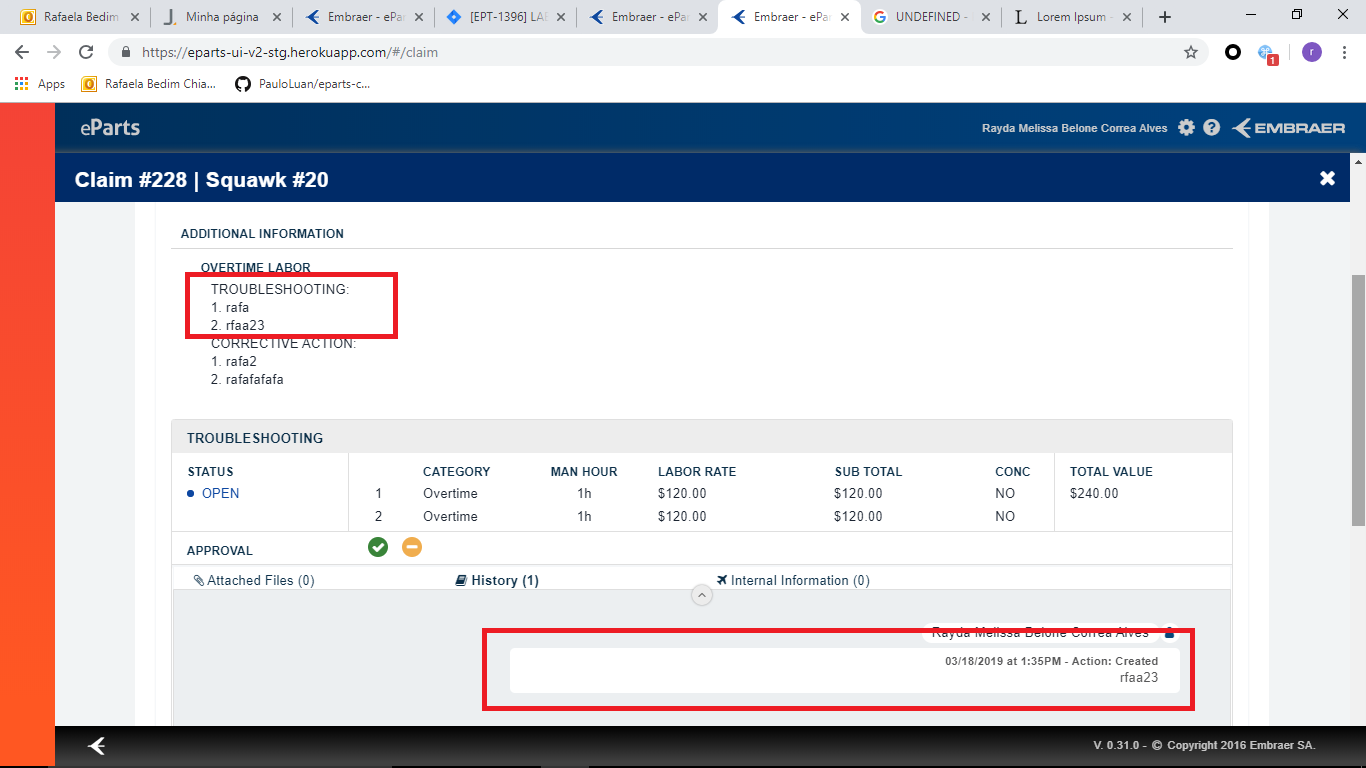 Rafaela Bedim
Minha página
Embraer - ePar
[EPT-1396] LAB
Embraer - ePar
Embraer - ePar
UNDEFINED -
Lorem Ipsum -
https://eparts-ui-v2-stg.herokuapp.com/#/claim
1
r
Apps
Rafaela Bedim Chia...
PauloLuan/eparts-c...
eParts
Rayda Melissa Belone Correa Alves
EMBRAER
Claim #228 | Squawk #20
ADDITIONAL INFORMATION
OVERTIME LABOR
TROUBLESHOOTING:
1. rafa
2. rfaa23
CORRECTIVE ACTION:
1. rafa2
2. rafafafafa
TROUBLESHOOTING
STATUS CATEGORY MAN HOUR LABOR RATE SUB TOTAL CONC TOTAL VALUE
OPEN 1 Overtime 1h $120.00 $120.00 NO $240.00
2 Overtime 1h $120.00 $120.00 NO
APPROVAL
Attached Files (0) History (1) Internal Information (0)
Rayda Melissa Belone Correa Alves
03/18/2019 at 1:35PM - Action: Created
rfaa23
V. 0.31.0 - © Copyright 2016 Embraer SA.